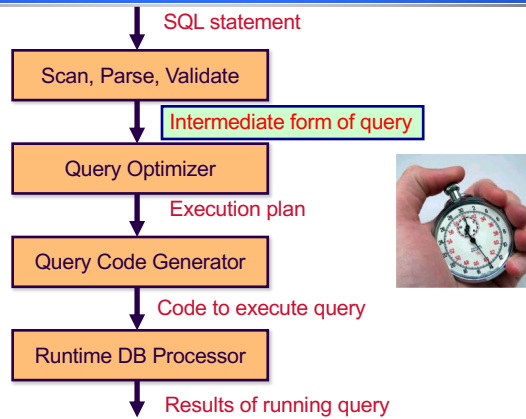 SQL statement
Scan, Parse, Validate
Intermediate form of query
Query Optimizer
Execution plan
Query Code Generator
Code to execute query
Runtime DB Processor
Results of running query